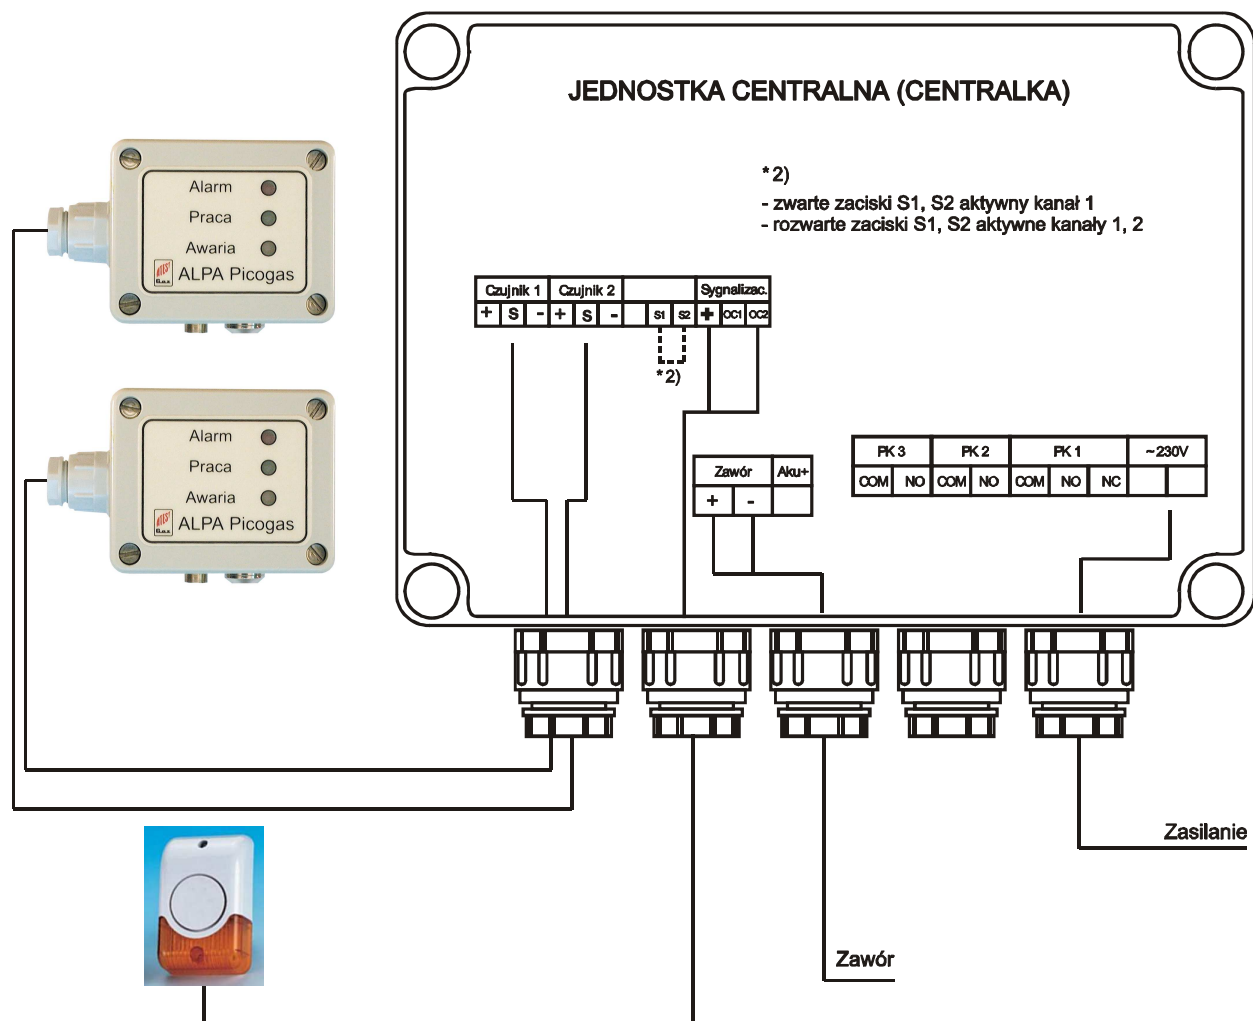 JEDNOSTKA CENTRALNA (CENTRALKA)
*2)
- zwarte zaciski S1, S2 aktywny kanał 1
- rozwarte zaciski S1, S2 aktywne kanały 1, 2
Alarm
Praca
Awaria
ATEST
ALPA Picogas
Czujnik 1 Czujnik 2 Sygnalizac.
+ S - + S - S1 S2 + OC1 OC2
*2)
Alarm
Praca
Awaria
ATEST
ALPA Picogas
Zawór Aku+
+ -
PK 3 PK 2 PK 1 ~230V
COM NO COM NO COM NO NC
Zasilanie
Zawór